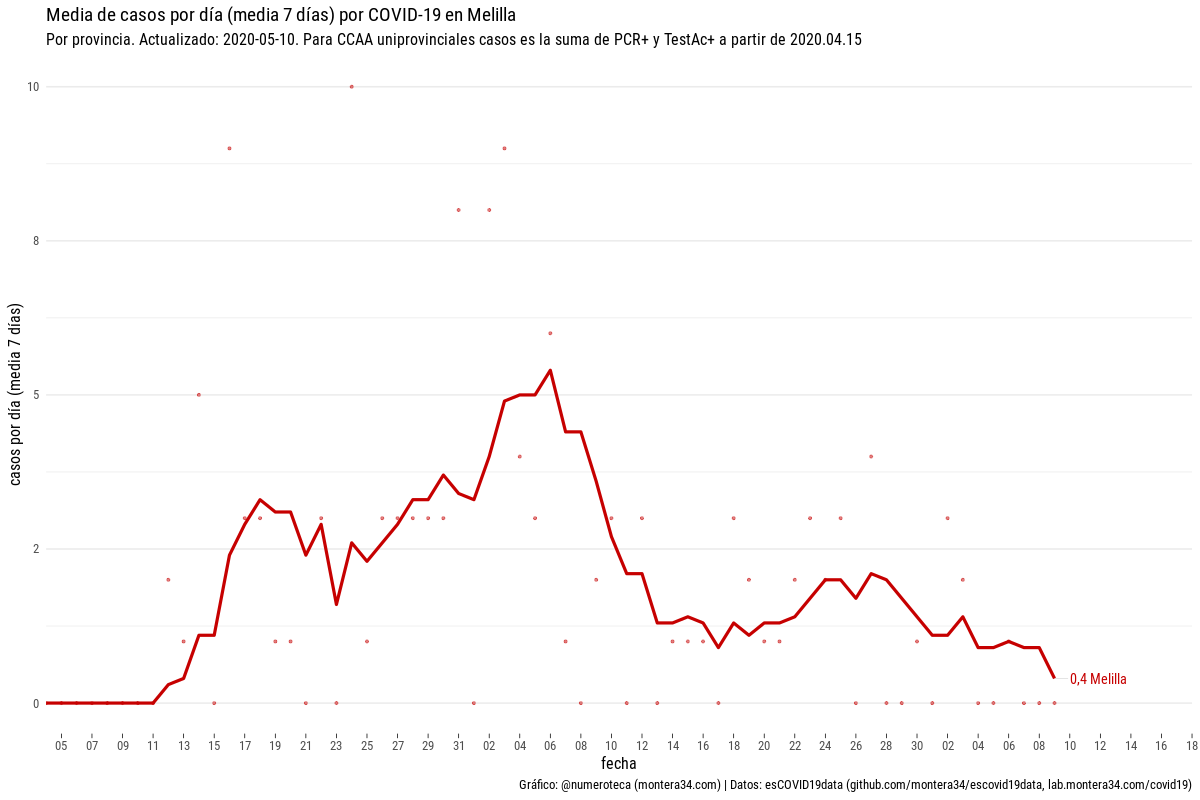 Media de casos por día (media 7 días) por COVID-19 en Melilla
Por provincia. Actualizado: 2020-05-10. Para CCAA uniprovinciales casos es la suma de PCR+ y TestAc+ a partir de 2020.04.15
casos por día (media 7 días)
10
8
5
2
0
0,4 Melilla
05 07 09 11 13 15 17 19 21 23 25 27 29 31 02 04 06 08 10 12 14 16 18 20 22 24 26 28 30 02 04 06 08 10 12 14 16 18
fecha
Gráfico: @numeroteca (montera34.com) | Datos: esCOVID19data (github.com/montera34/escovid19data, lab.montera34.com/covid19)